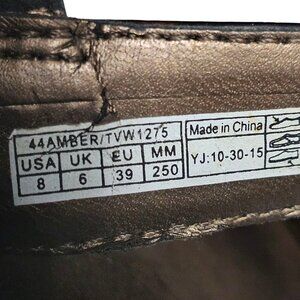 44AMBER/TVW1275
USA UK EU MM
8 6 39 250
Made in China
YJ:10-30-15